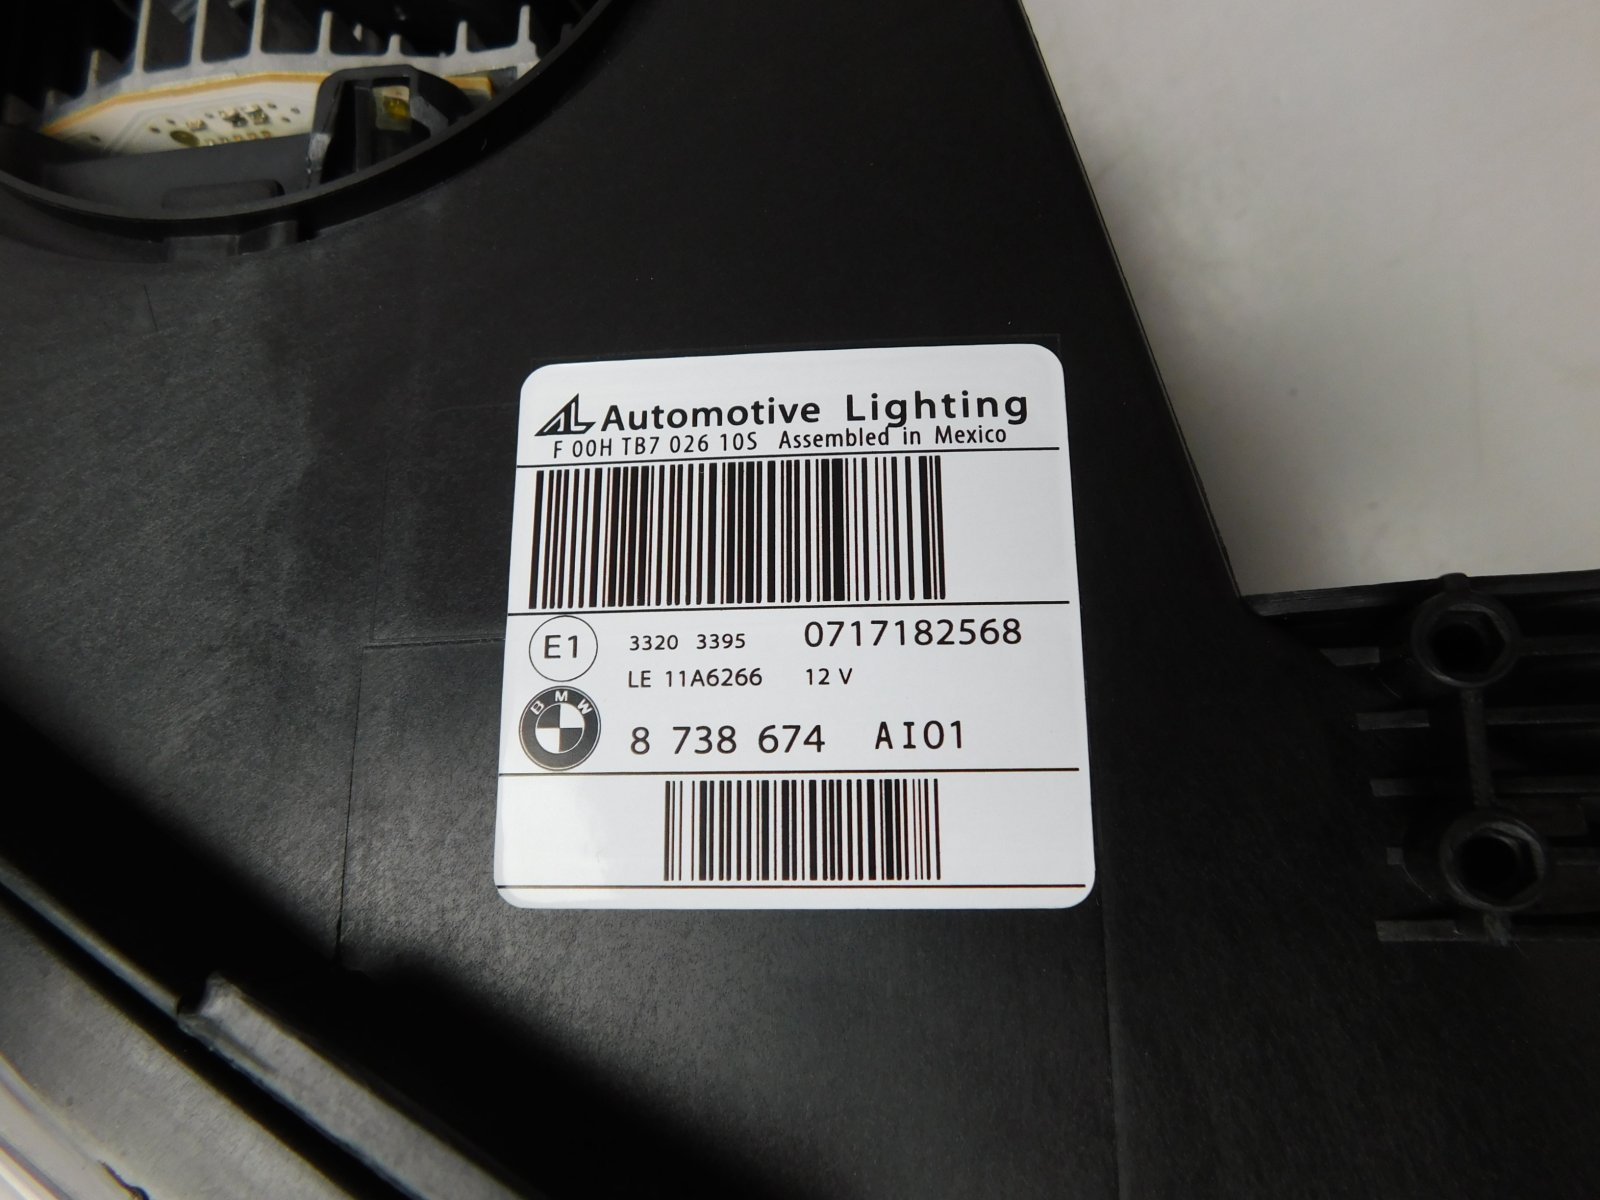 AL Automotive Lighting
F 00H TB7 026 10S Assembled in Mexico
E1 3320 3395 0717182568
LE 11A6266 12 V
BMW
8 738 674 AI01